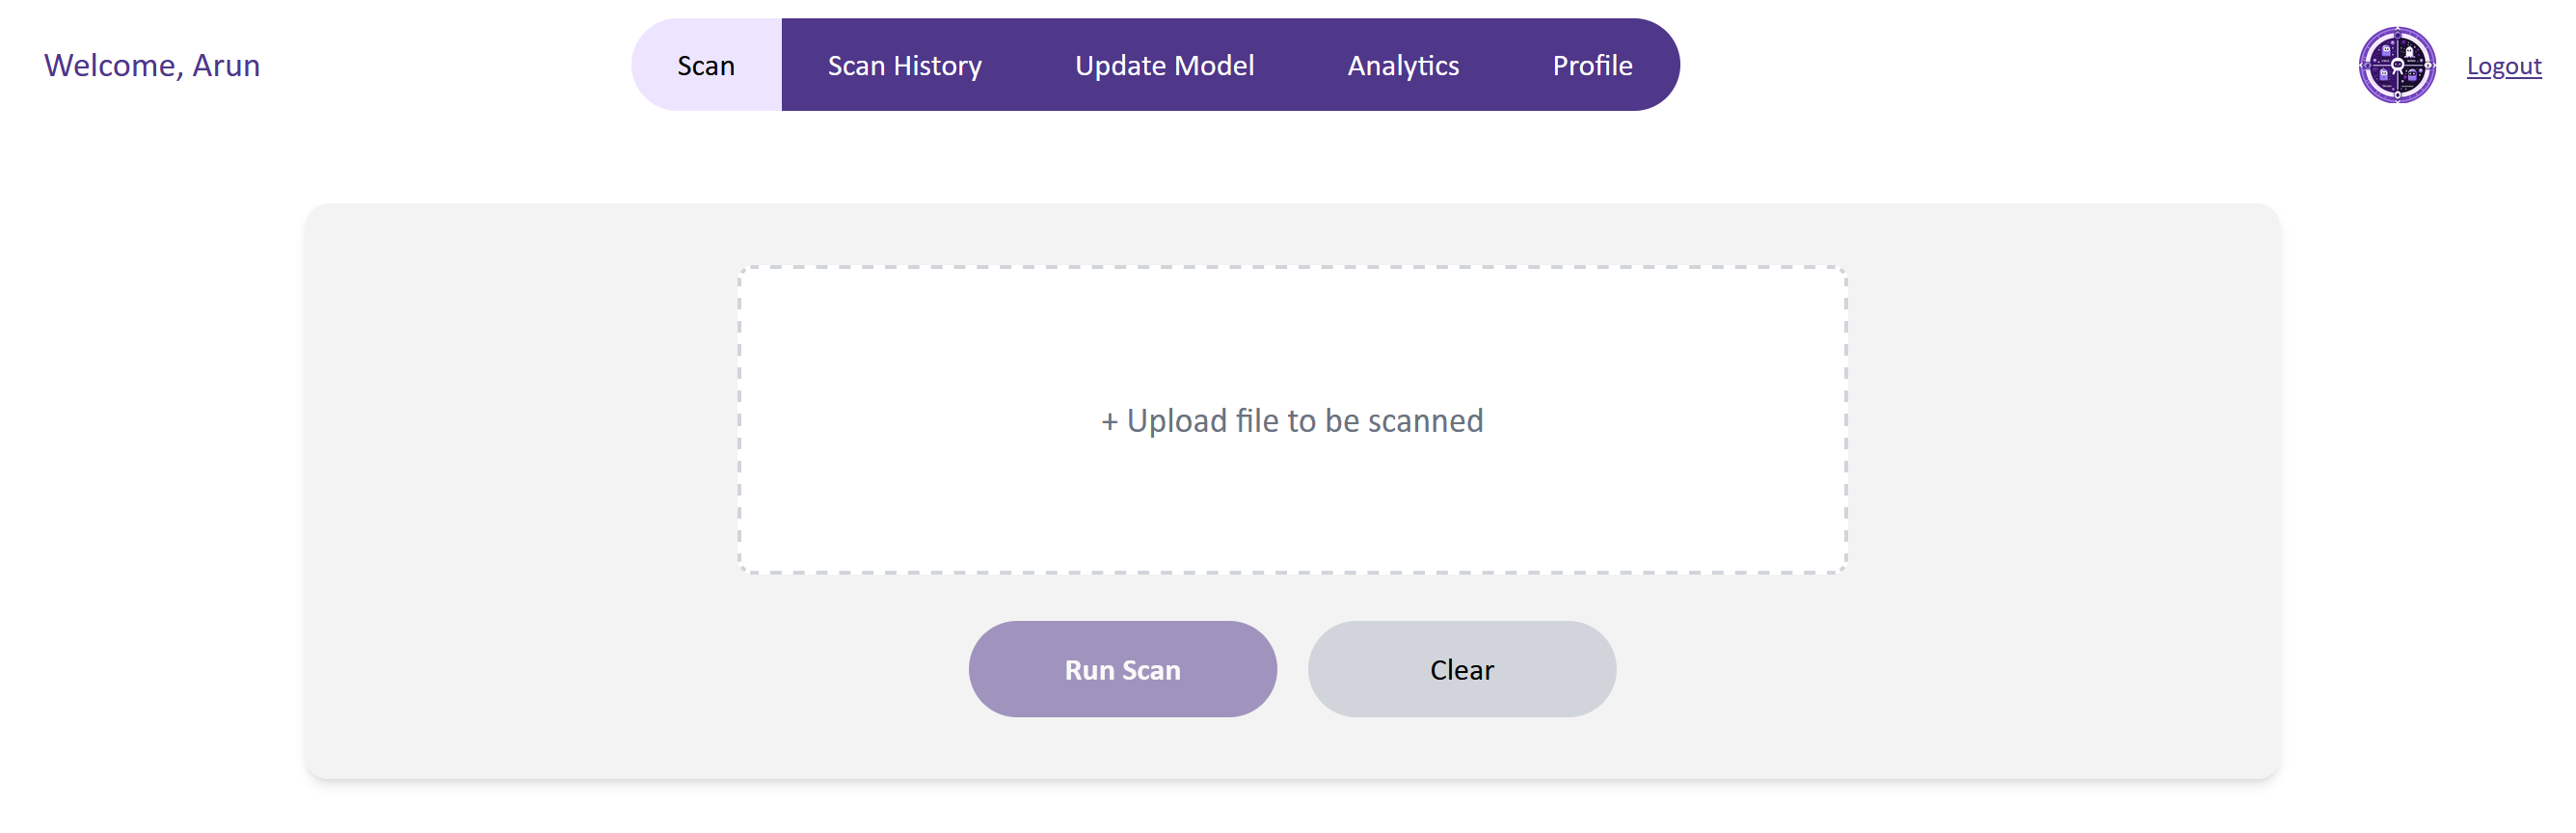 Welcome, Arun
Scan
Scan History
Update Model
Analytics
Profile
Logout
+ Upload file to be scanned
Run Scan
Clear